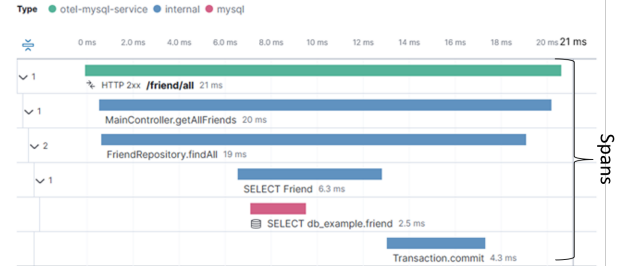 Type otel-mysql-service internal mysql
0 ms 2.0 ms 4.0 ms 6.0 ms 8.0 ms 10 ms 12 ms 14 ms 16 ms 18 ms 20 ms 21 ms
1
HTTP 2xx /friend/all 21 ms
1
MainController.getAllFriends 20 ms
2
FriendRepository.findAll 19 ms
1
SELECT Friend 6.3 ms
SELECT db_example.friend 2.5 ms
Transaction.commit 4.3 ms
Spans